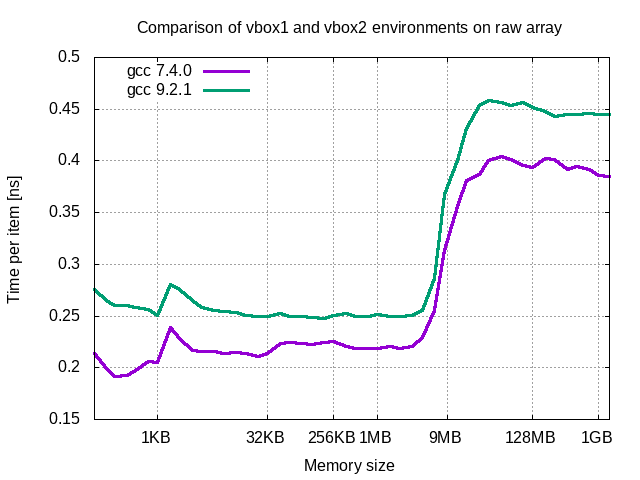 Comparison of vbox1 and vbox2 environments on raw array
gcc 7.4.0
gcc 9.2.1
0.5
0.45
0.4
0.35
0.3
0.25
0.2
0.15
Time per item [ns]
1KB 32KB 256KB 1MB 9MB 128MB 1GB
Memory size